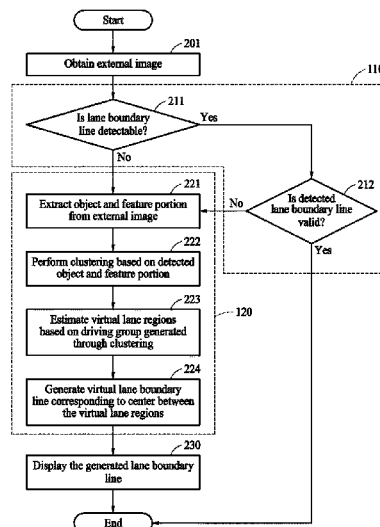 Start
201
Obtain external image
110
211
Is lane boundary
line detectable?
Yes
No
212
Is detected
lane boundary line
valid?
No
Yes
221
Extract object and feature portion
from external image
222
Perform clustering based on detected
object and feature portion
223
Estimate virtual lane regions
based on driving group generated
through clustering
120
224
Generate virtual lane boundary
line corresponding to center between
the virtual lane regions
230
Display the generated lane boundary
line
End